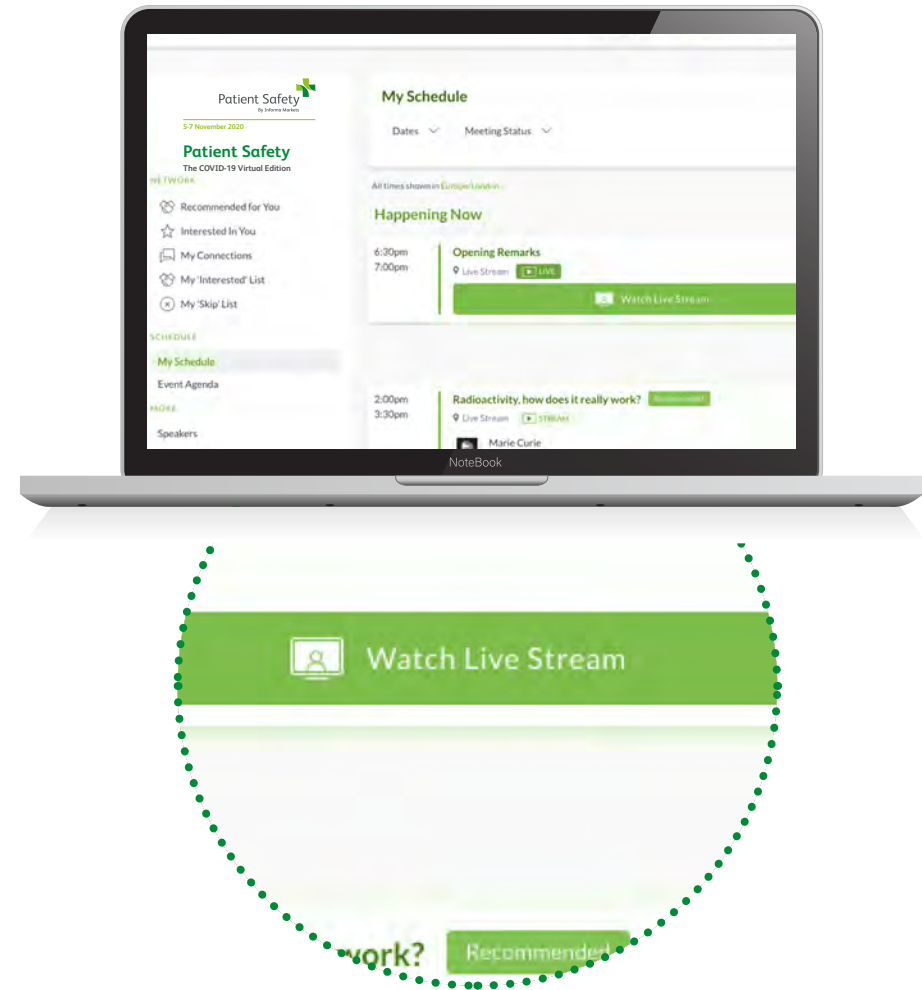 Patient Safety
By Informa Markets
5-7 November 2020
Patient Safety
The COVID-19 Virtual Edition
NETWORK
Recommended for You
Interested In You
My Connections
My 'Interested' List
My 'Skip' List
SCHEDULE
My Schedule
Event Agenda
MORE
Speakers
My Schedule
Dates
Meeting Status
All times shown in Europe/London
Happening Now
6:30pm
7:00pm
Opening Remarks
Live Stream
LIVE
Watch Live Stream
2:00pm
3:30pm
Radioactivity, how does it really work?
Recommended
Live Stream
STREAM
Marie Curie
NoteBook
Watch Live Stream
work?
Recommended